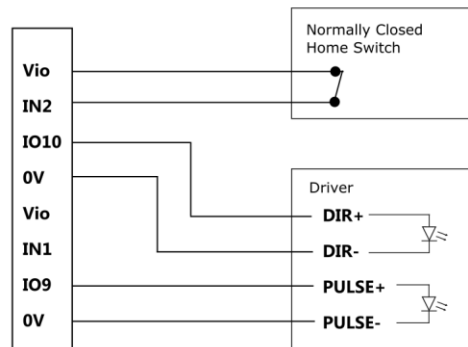 Normally Closed
Home Switch
Vio
IN2
IO10
0V
Vio
IN1
IO9
0V
Driver
DIR+
DIR-
PULSE+
PULSE-